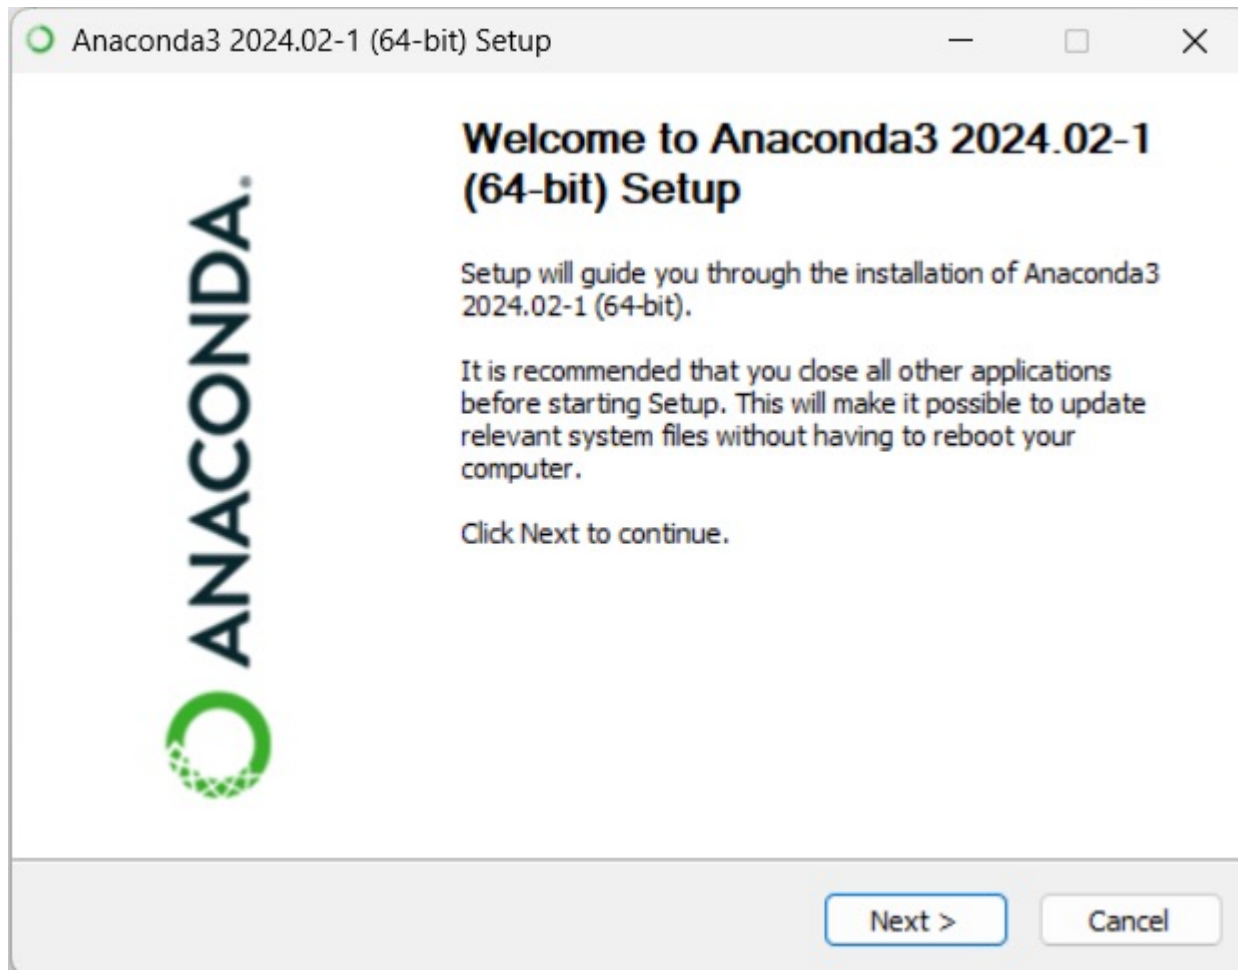 Anaconda3 2024.02-1 (64-bit) Setup
ANACONDA.
Welcome to Anaconda3 2024.02-1
(64-bit) Setup
Setup will guide you through the installation of Anaconda3
2024.02-1 (64-bit).
It is recommended that you close all other applications
before starting Setup. This will make it possible to update
relevant system files without having to reboot your
computer.
Click Next to continue.
Next >
Cancel